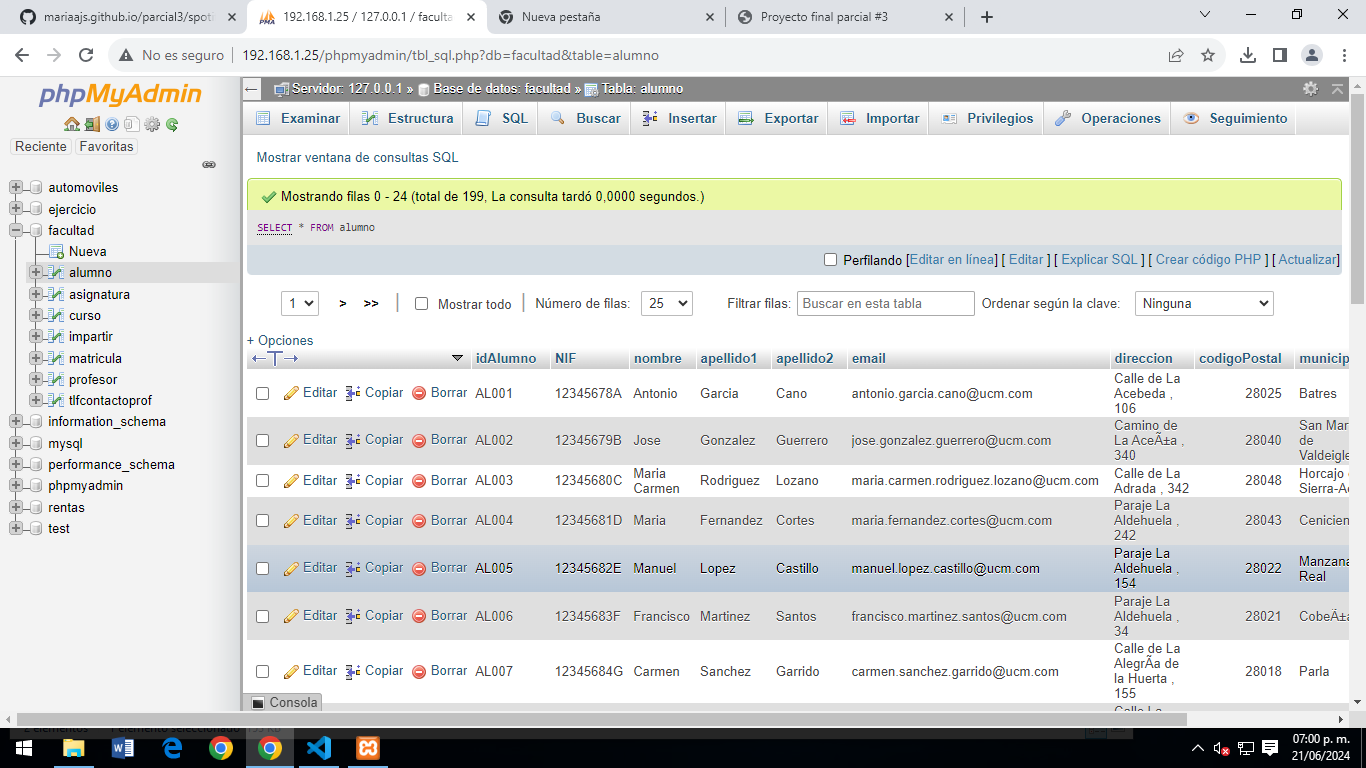 mariaajs.github.io/parcial3/spoti
192.168.1.25 / 127.0.0.1 / faculta
Nueva pestaña
Proyecto final parcial #3
No es seguro
192.168.1.25/phpmyadmin/tbl_sql.php?db=facultad&table=alumno
phpMyAdmin
Reciente
Favoritas
automoviles
ejercicio
facultad
Nueva
alumno
asignatura
curso
impartir
matricula
profesor
tlfcontactoprof
information_schema
mysql
performance_schema
phpmyadmin
rentas
test
Servidor: 127.0.0.1 » Base de datos: facultad » Tabla: alumno
Examinar Estructura SQL Buscar Insertar Exportar Importar Privilegios Operaciones Seguimiento
Mostrar ventana de consultas SQL
Mostrando filas 0 - 24 (total de 199, La consulta tardó 0,0000 segundos.)
SELECT * FROM alumno
Perfilando [Editar en línea] [ Editar ] [ Explicar SQL ] [ Crear código PHP ] [ Actualizar]
1 > >> | Mostrar todo | Número de filas: 25 Filtrar filas: Buscar en esta tabla Ordenar según la clave: Ninguna
+ Opciones
←T→ idAlumno NIF nombre apellido1 apellido2 email direccion codigoPostal municip
Editar Copiar Borrar AL001 12345678A Antonio Garcia Cano antonio.garcia.cano@ucm.com Calle de La Acebeda , 106 28025 Batres
Editar Copiar Borrar AL002 12345679B Jose Gonzalez Guerrero jose.gonzalez.guerrero@ucm.com Camino de La AceÃ±a , 340 28040 San Mar de Valdeigle
Editar Copiar Borrar AL003 12345680C Maria Carmen Rodriguez Lozano maria.carmen.rodriguez.lozano@ucm.com Calle de La Adrada , 342 28048 Horcajo Sierra-A
Editar Copiar Borrar AL004 12345681D Maria Fernandez Cortes maria.fernandez.cortes@ucm.com Paraje La Aldehuela , 242 28043 Cenicien
Editar Copiar Borrar AL005 12345682E Manuel Lopez Castillo manuel.lopez.castillo@ucm.com Paraje La Aldehuela , 154 28022 Manzana Real
Editar Copiar Borrar AL006 12345683F Francisco Martinez Santos francisco.martinez.santos@ucm.com Paraje La Aldehuela , 34 28021 CobeÃ±a
Editar Copiar Borrar AL007 12345684G Carmen Sanchez Garrido carmen.sanchez.garrido@ucm.com Calle de La AlegrÃa de la Huerta , 155 28018 Parla
Consola
07:00 p. m.
21/06/2024